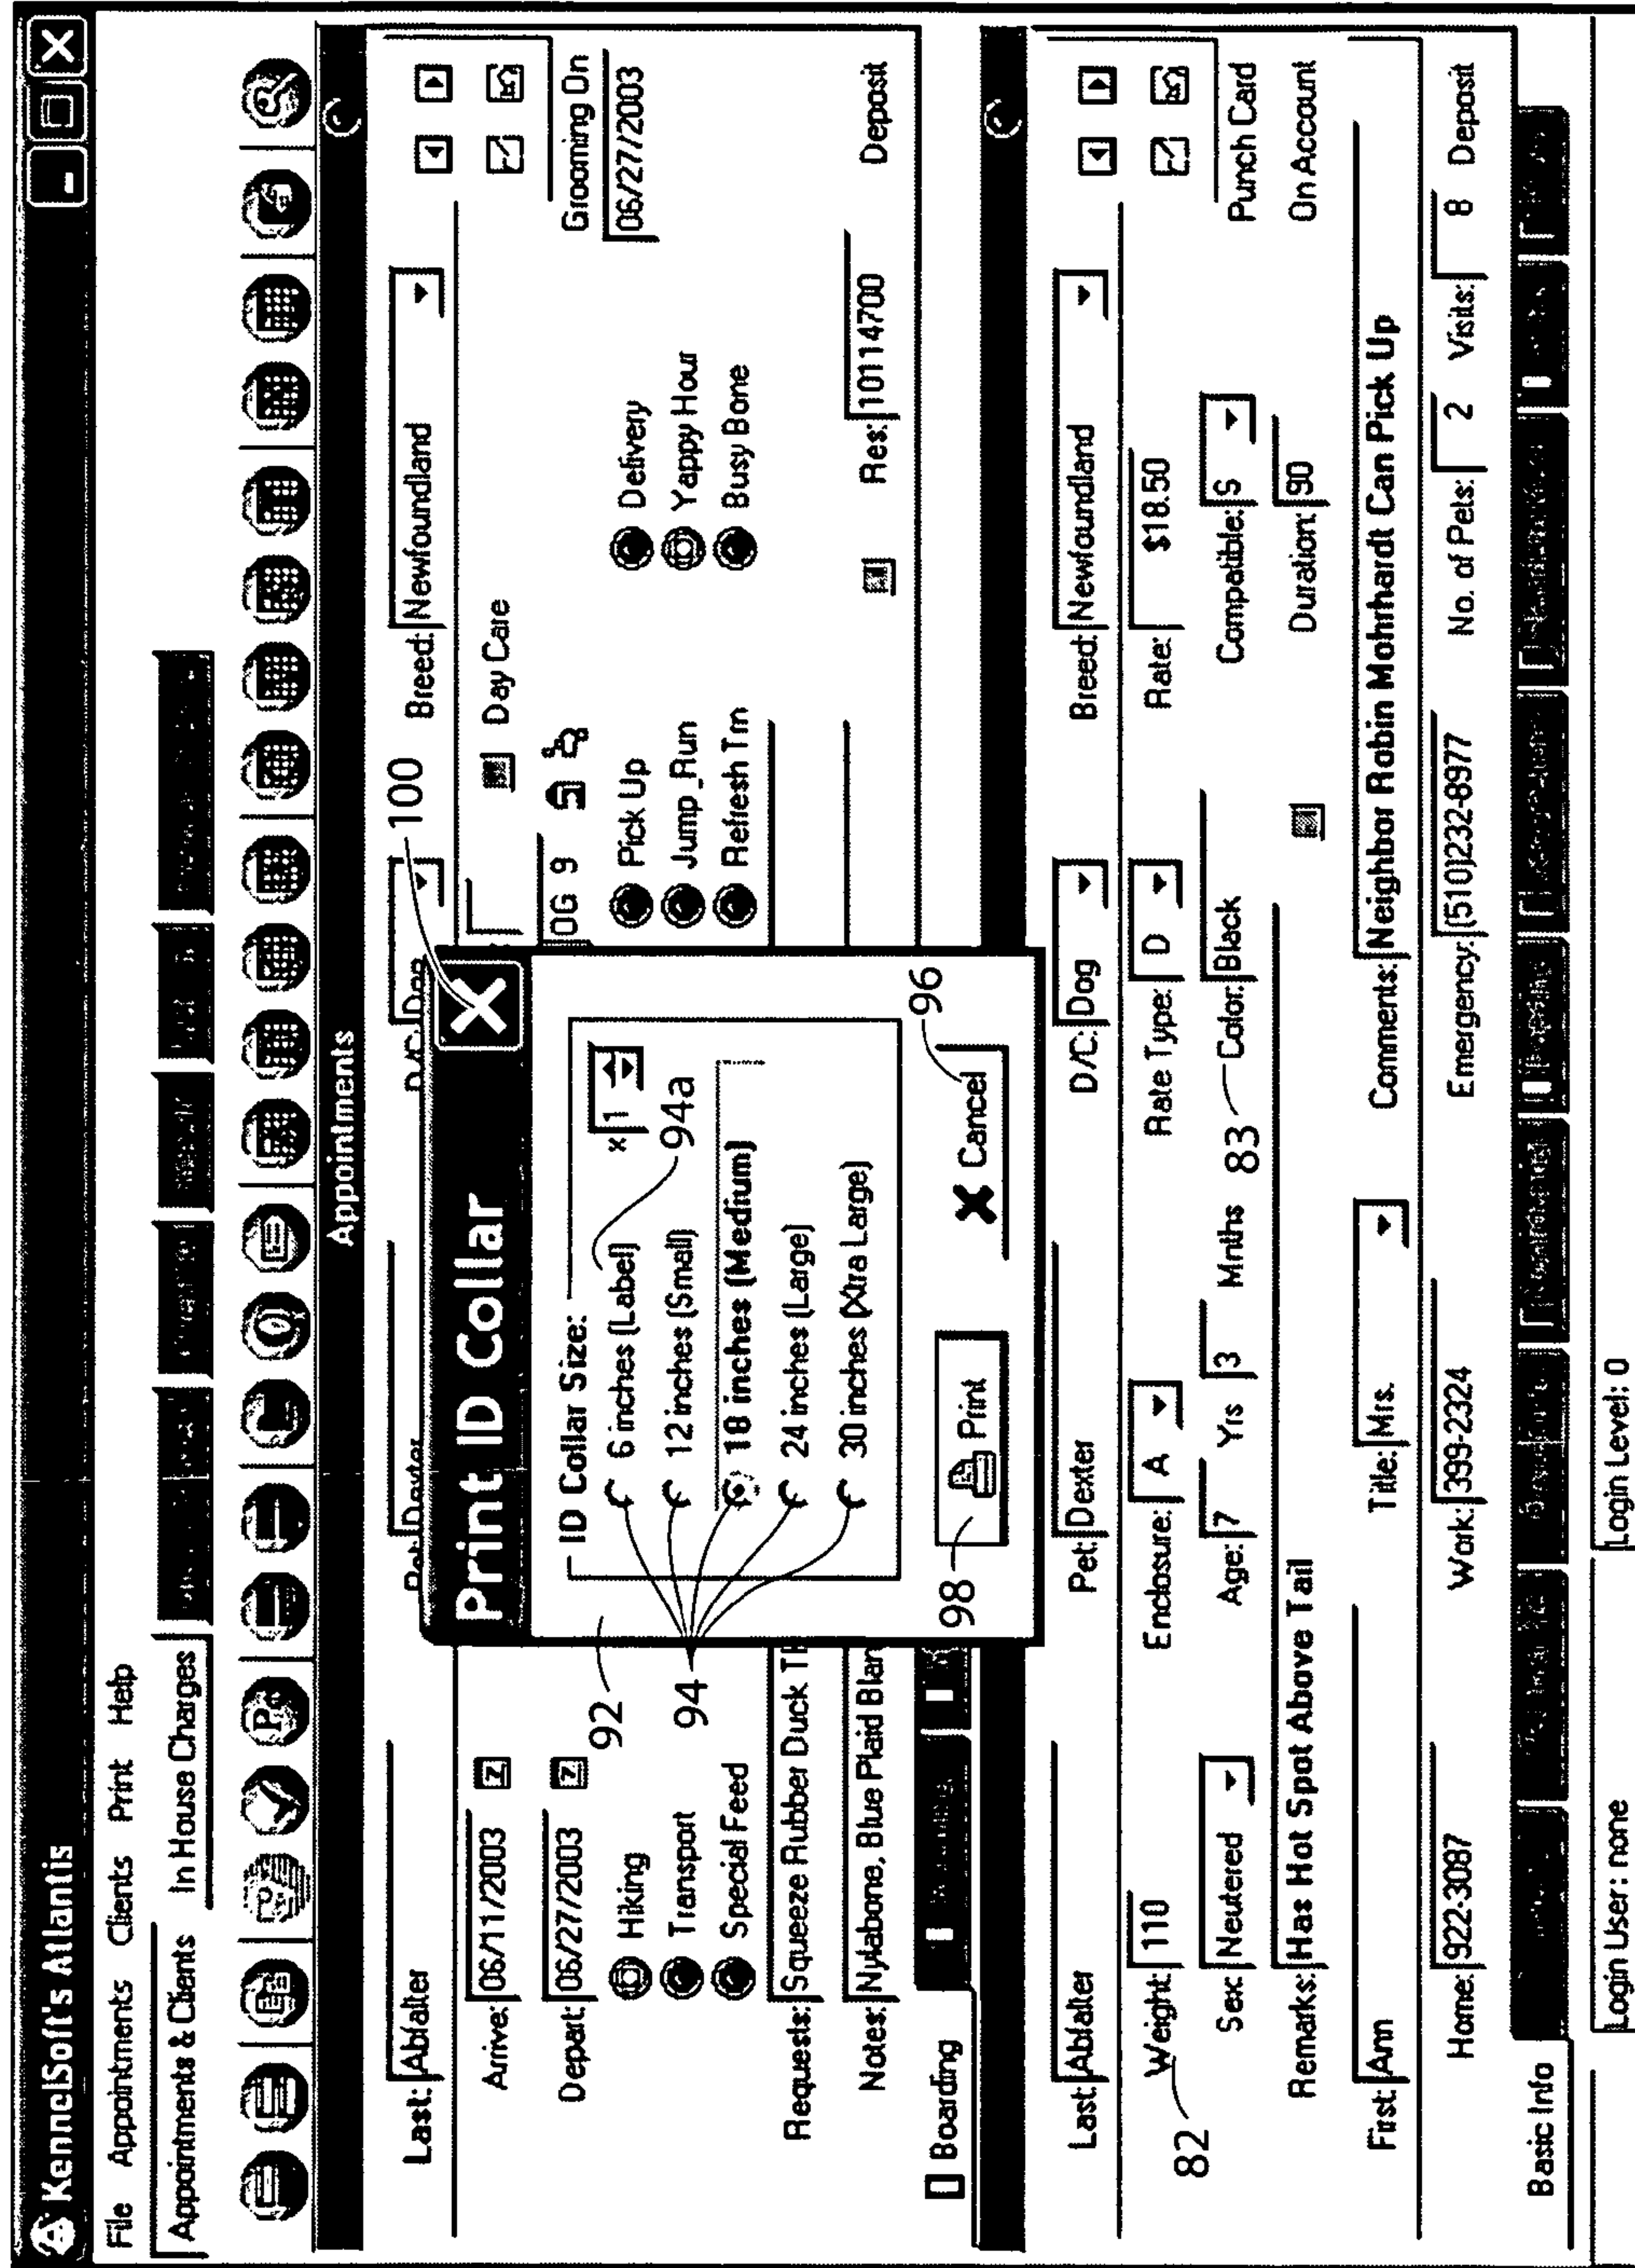 KennelSoft's Atlantis
File Appointments Clients Print Help
Appointments & Clients In House Charges
Appointments
Last: Abfalter D/C: Dog Breed: Newfoundland
100
Arrive: 06/11/2003 Day Care
Depart: 06/27/2003 OG 9 Grooming On
06/27/2003
Hiking Pick Up Delivery
Transport Jump_Run Yappy Hour
Special Feed Refresh Trn Busy Bone
Requests: Squeeze Rubber Duck
Notes: Nylabone, Blue Plaid Res: 10114700 Deposit
Boarding
Print ID Collar
ID Collar Size:
6 inches (Label) x 1
12 inches (Small)
18 inches (Medium)
24 inches (Large)
30 inches (Xtra Large)
Print Cancel
92
94
94a
98
96
Last: Abfalter Pet: Dexter D/C: Dog Breed: Newfoundland
Weight: 110 Enclosure: A Rate Type: D Rate: $18.50
82
Sex: Neutered Age: 7 Yrs 3 Mnths 83 Color: Black Compatible: S Punch Card
Remarks: Has Hot Spot Above Tail Duration: 90 On Account
First: Ann Title: Mrs. Comments: Neighbor Robin Mohrhardt Can Pick Up
Home: 922-3087 Work: 399-2324 Emergency: (510)232-8977 No. of Pets: 2 Visits: 8 Deposit
Basic Info
Login User: none Login Level: 0